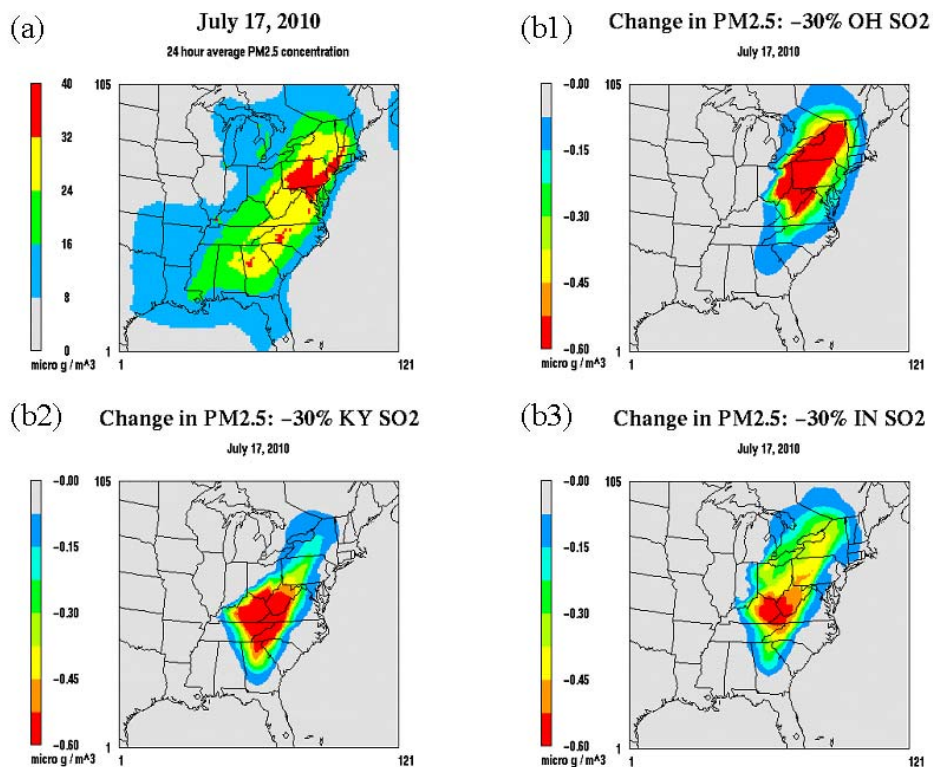 (a)
July 17, 2010
24 hour average PM2.5 concentration
40
32
24
16
8
0
105
1
micro g / m^3
1
121
(b1)
Change in PM2.5: −30% OH SO2
July 17, 2010
−0.00
−0.15
−0.30
−0.45
−0.60
105
1
micro g / m^3
1
121
(b2)
Change in PM2.5: −30% KY SO2
July 17, 2010
−0.00
−0.15
−0.30
−0.45
−0.60
105
1
micro g / m^3
1
121
(b3)
Change in PM2.5: −30% IN SO2
July 17, 2010
−0.00
−0.15
−0.30
−0.45
−0.60
105
1
micro g / m^3
1
121